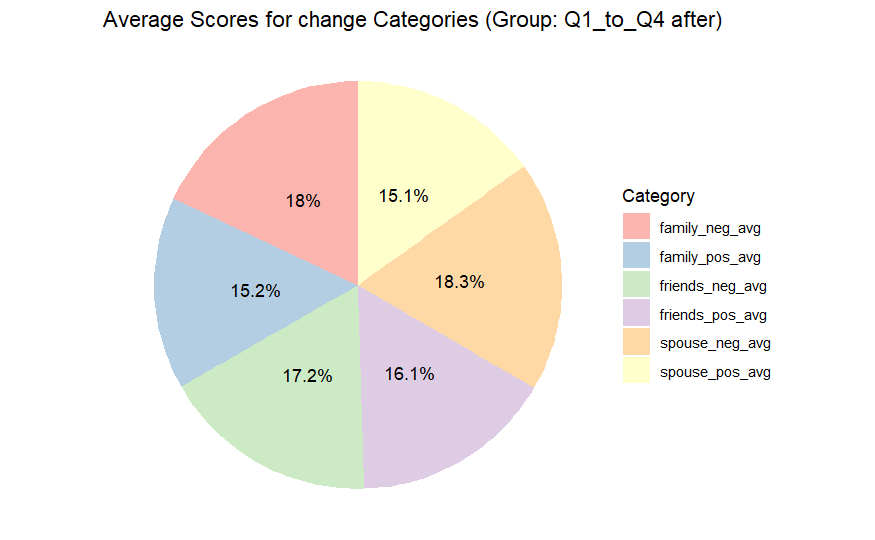 Average Scores for change Categories (Group: Q1_to_Q4 after)
18%
15.1%
15.2%
18.3%
17.2%
16.1%
Category
family_neg_avg
family_pos_avg
friends_neg_avg
friends_pos_avg
spouse_neg_avg
spouse_pos_avg